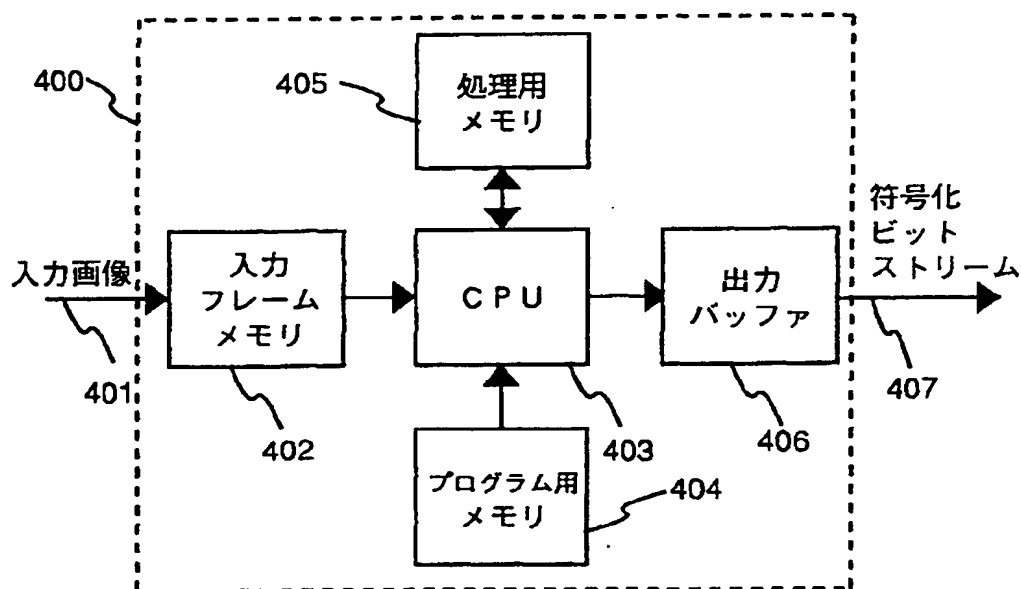 400
405
処理用
メモリ
符号化
ビット
ストリーム
入力画像
入力
フレーム
メモリ
CPU
出力
バッファ
401
402
403
406
407
プログラム用
メモリ
404